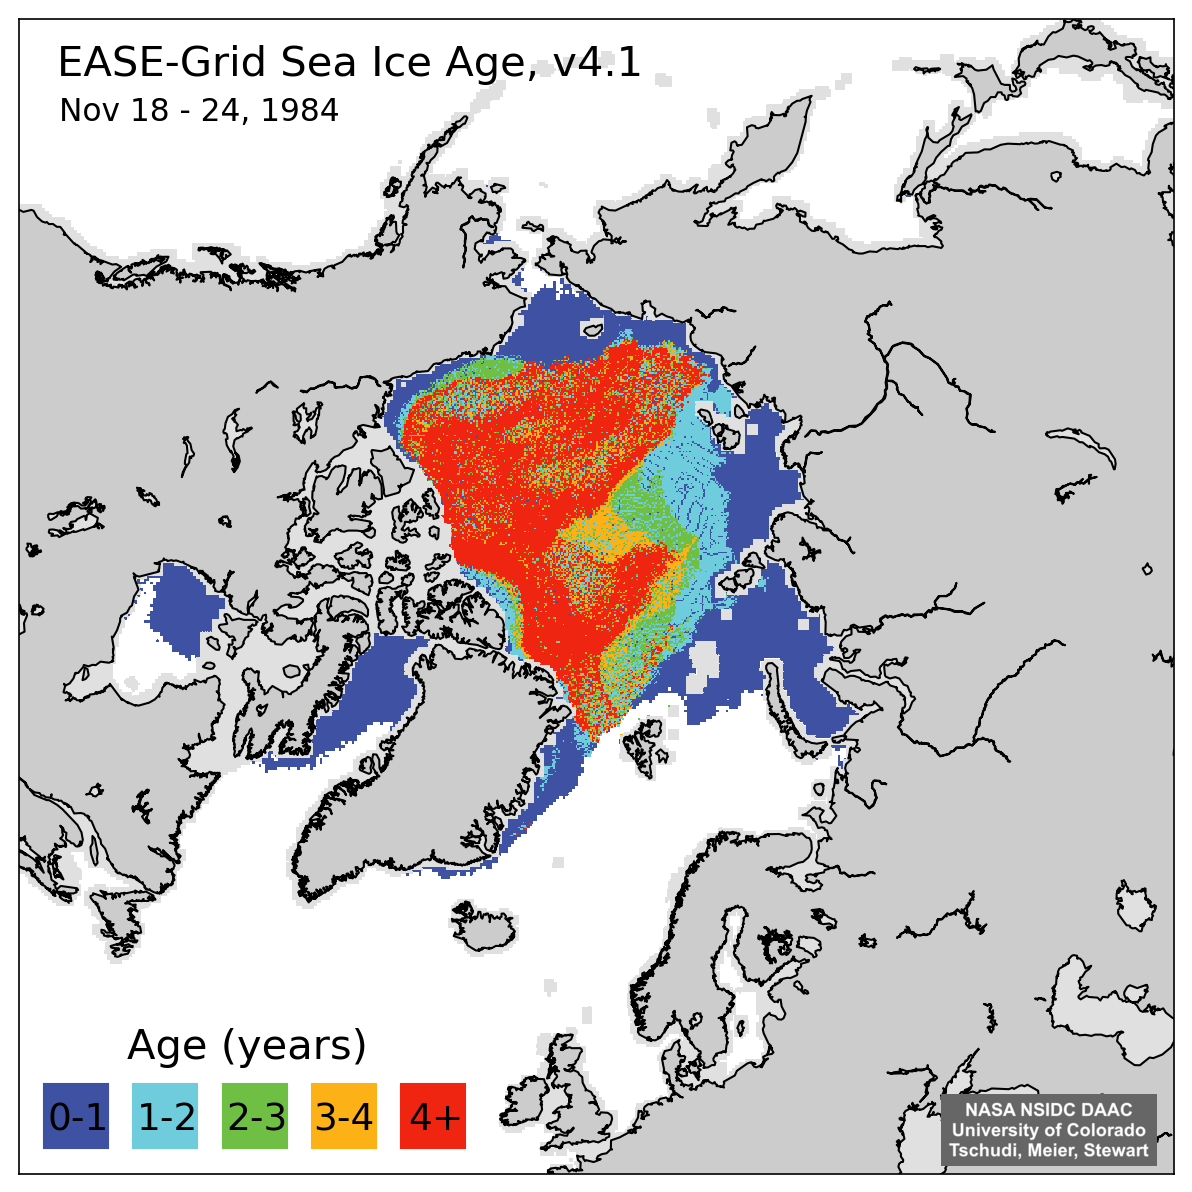 EASE-Grid Sea Ice Age, v4.1
Nov 18 - 24, 1984
Age (years)
0-1 1-2 2-3 3-4 4+
NASA NSIDC DAAC
University of Colorado
Tschudi, Meier, Stewart